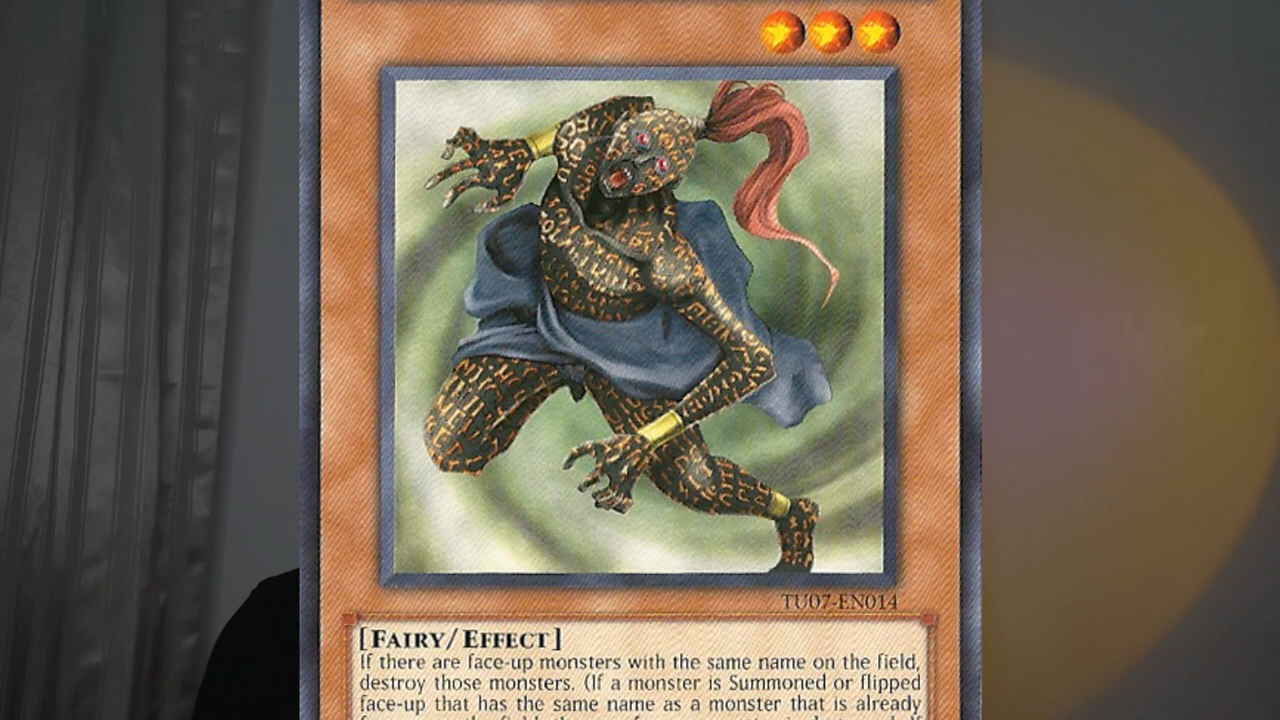 TU07-EN014
[FAIRY/EFFECT]
If there are face-up monsters with the same name on the field,
destroy those monsters. (If a monster is Summoned or flipped
face-up that has the same name as a monster that is already